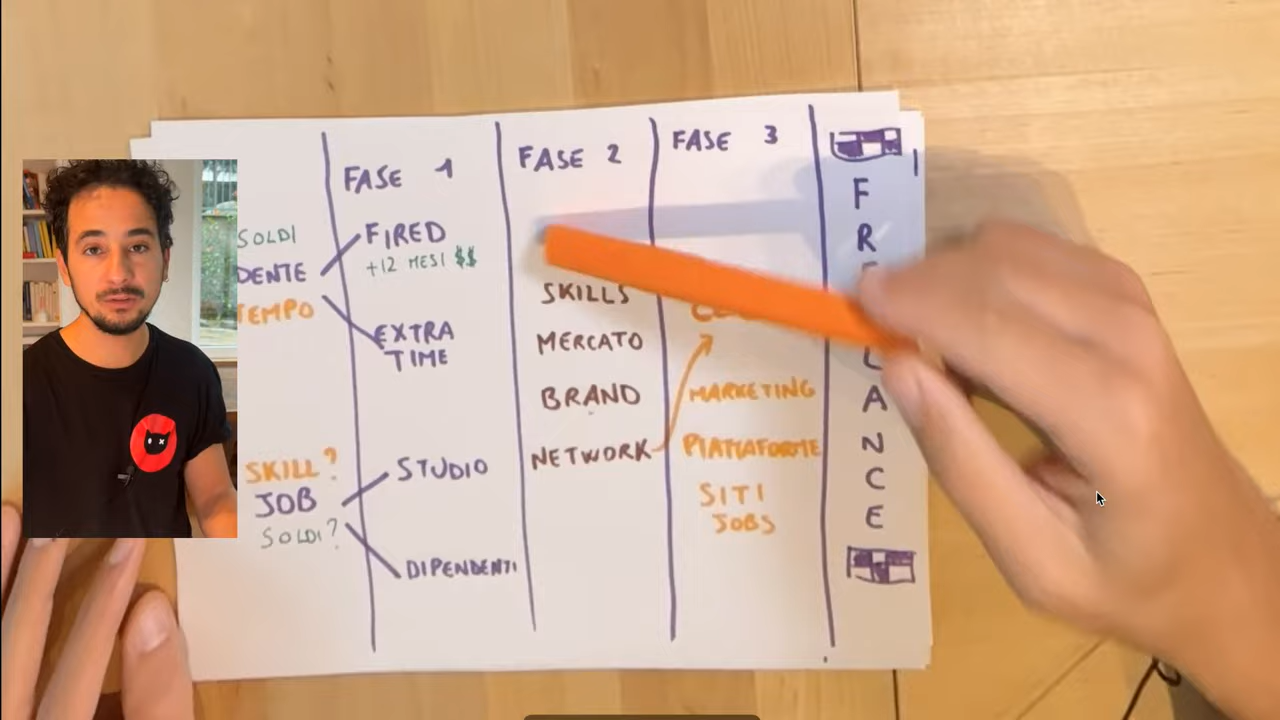 SOLDI
DENTE
TEMPO
SKILL?
JOB
SOLDI?
FASE 1
FIRED
+12 MESI $$
EXTRA
TIME
STUDIO
DIPENDENTI
FASE 2
SKILLS
MERCATO
BRAND
NETWORK
FASE 3
MARKETING
PIATTAFORME
SITI
JOBS
F
R
L
A
N
C
E